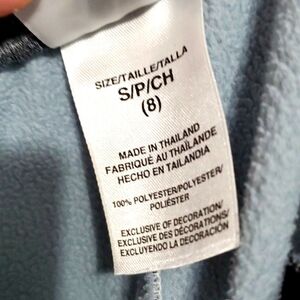 SIZE/TAILLE/TALLA
S/P/CH
(8)
MADE IN THAILAND
FABRIQUÉ AU THAÏLANDE
HECHO EN TAILANDIA
100% POLYESTER/POLYESTER/
POLIÉSTER
EXCLUSIVE OF DECORATION/
EXCLUSIVE DES DÉCORATIONS/
EXCLUYENDO LA DECORACIÓN